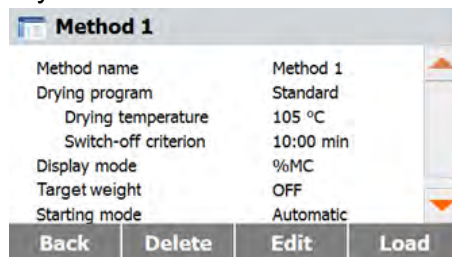 Method 1
Method name Method 1
Drying program Standard
Drying temperature 105 °C
Switch-off criterion 10:00 min
Display mode %MC
Target weight OFF
Starting mode Automatic
Back Delete Edit Load